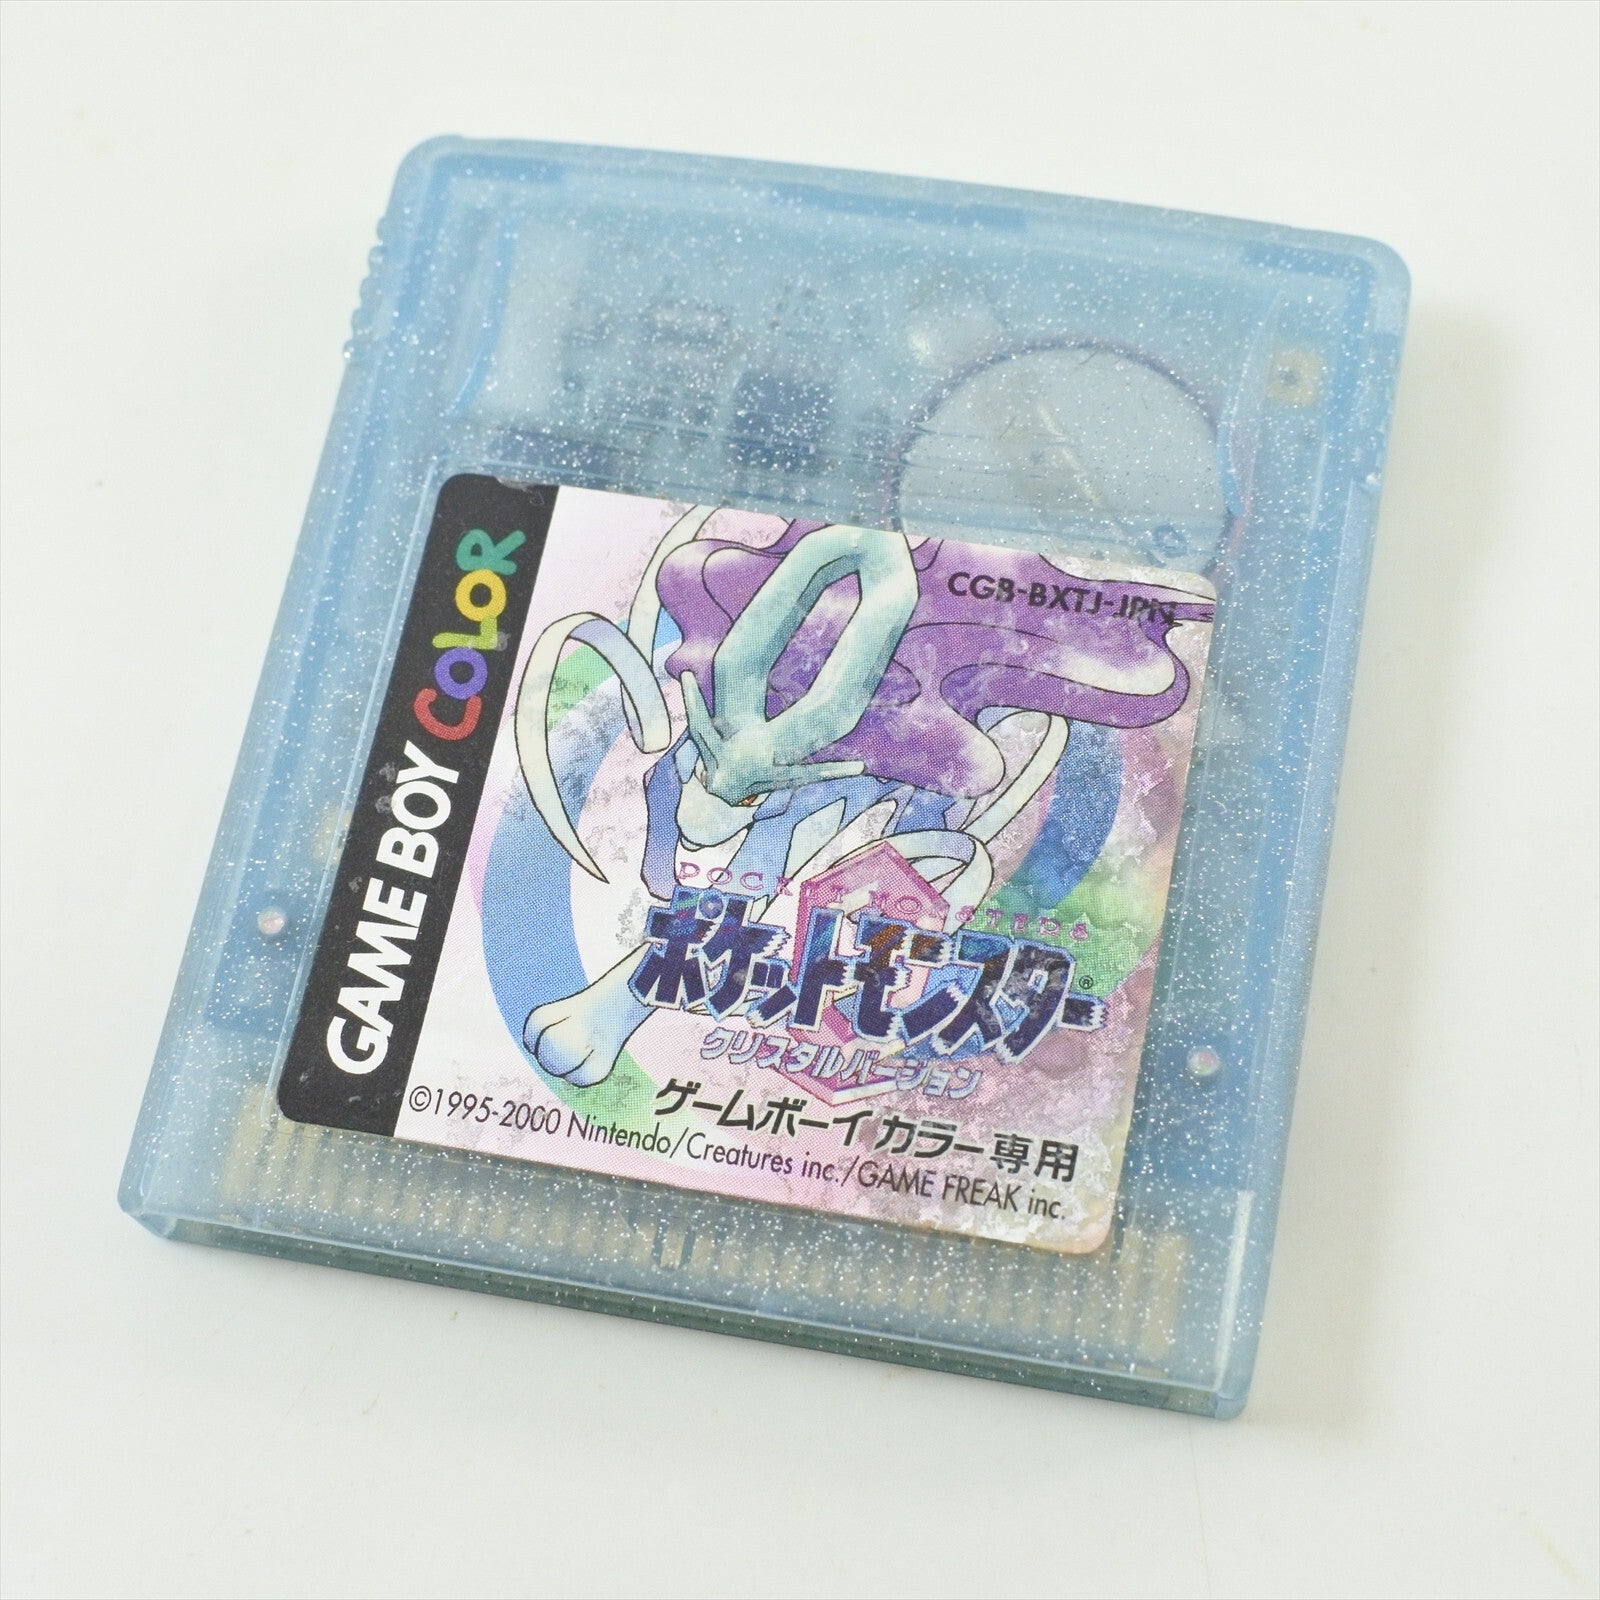 GAME BOY COLOR
CGB-BXTJ-JPN
POCKET MONSTERS
ポケットモンスター®
クリスタルバージョン
ゲームボーイカラー専用
©1995-2000 Nintendo/Creatures inc./GAME FREAK inc.